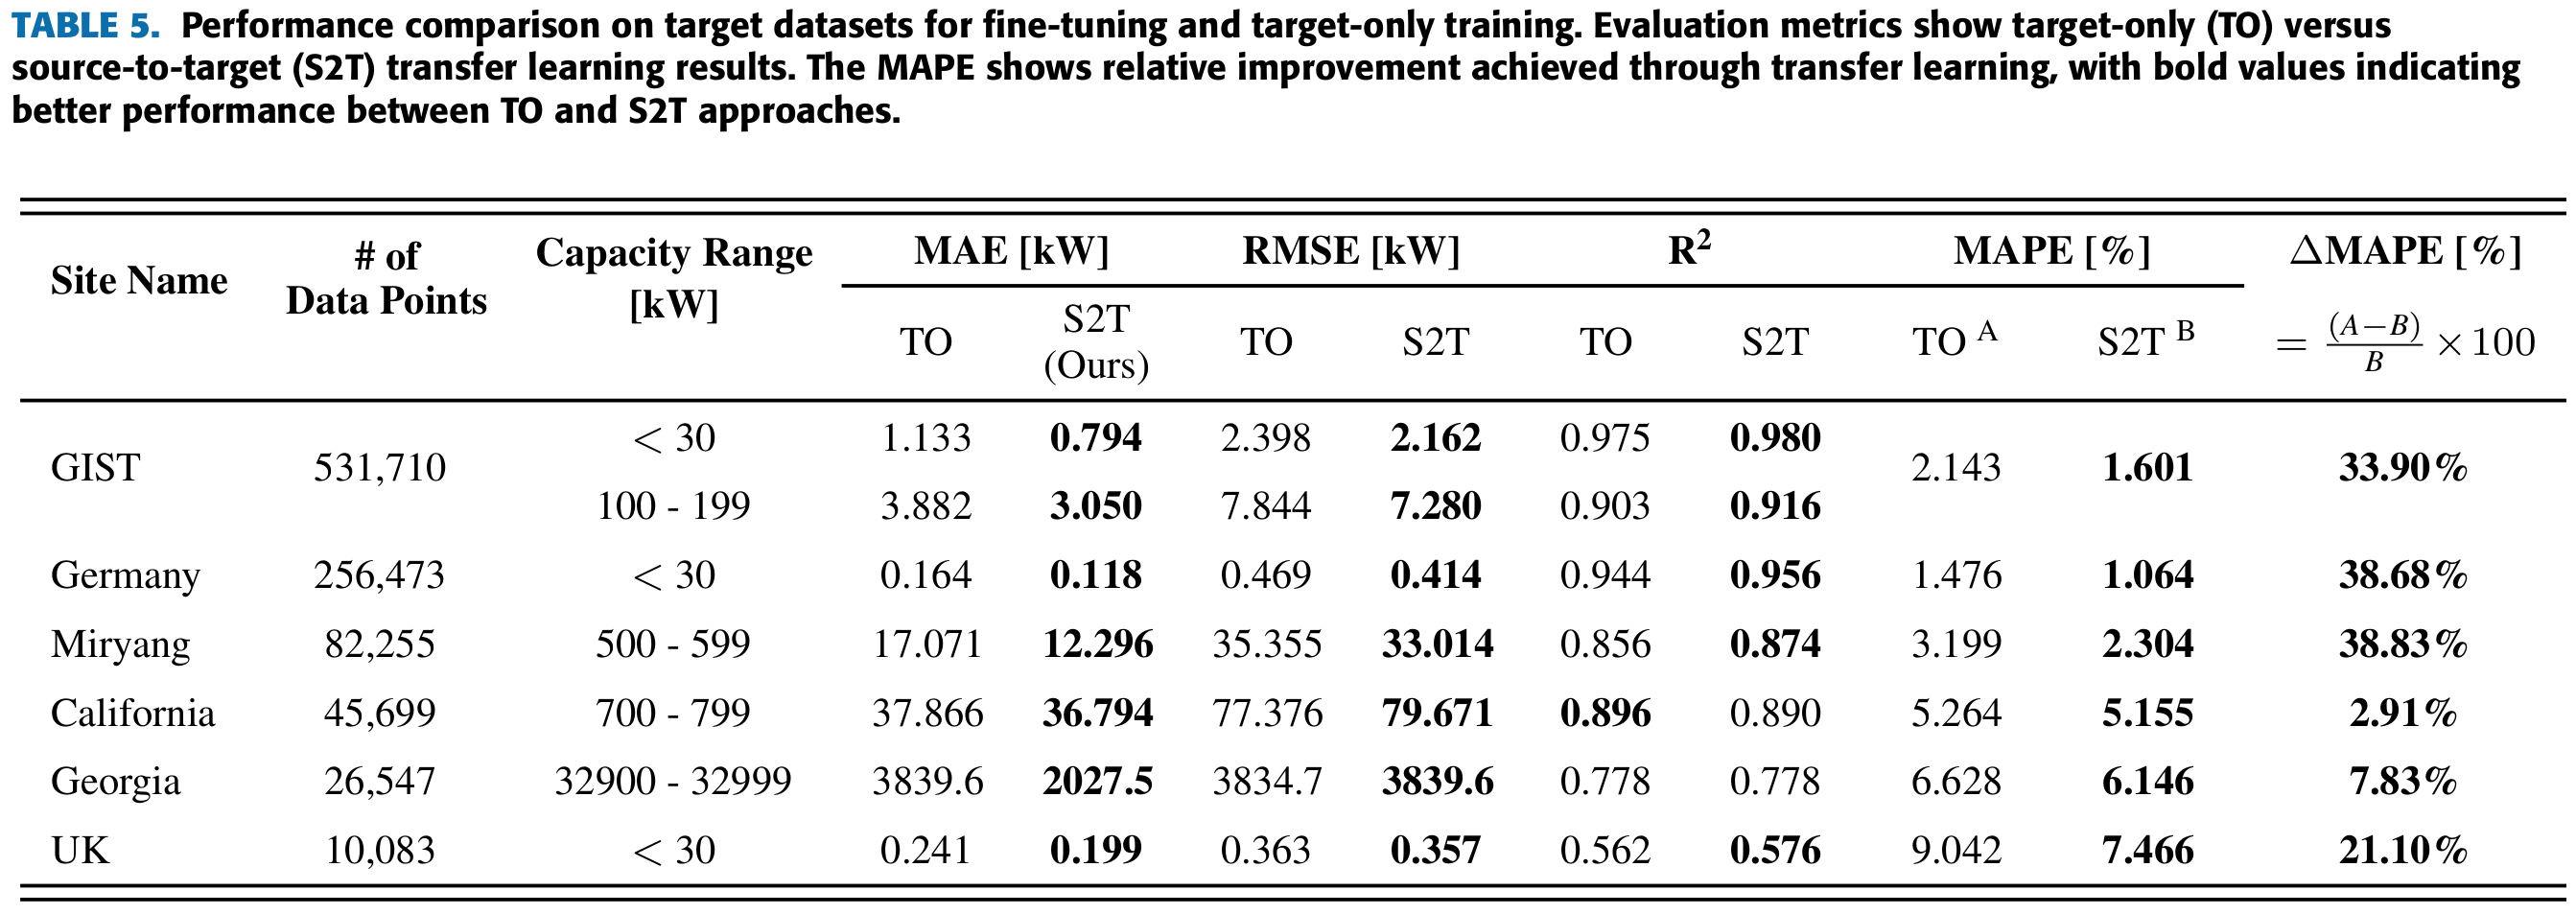 TABLE 5. Performance comparison on target datasets for fine-tuning and target-only training. Evaluation metrics show target-only (TO) versus
source-to-target (S2T) transfer learning results. The MAPE shows relative improvement achieved through transfer learning, with bold values indicating
better performance between TO and S2T approaches.
Site Name # of Data Points Capacity Range [kW] MAE [kW] RMSE [kW] R² MAPE [%] △MAPE [%]
TO S2T (Ours) TO S2T TO S2T TO A S2T B = (A−B)/B × 100
GIST 531,710 < 30 1.133 0.794 2.398 2.162 0.975 0.980 2.143 1.601 33.90%
100 - 199 3.882 3.050 7.844 7.280 0.903 0.916
Germany 256,473 < 30 0.164 0.118 0.469 0.414 0.944 0.956 1.476 1.064 38.68%
Miryang 82,255 500 - 599 17.071 12.296 35.355 33.014 0.856 0.874 3.199 2.304 38.83%
California 45,699 700 - 799 37.866 36.794 77.376 79.671 0.896 0.890 5.264 5.155 2.91%
Georgia 26,547 32900 - 32999 3839.6 2027.5 3834.7 3839.6 0.778 0.778 6.628 6.146 7.83%
UK 10,083 < 30 0.241 0.199 0.363 0.357 0.562 0.576 9.042 7.466 21.10%